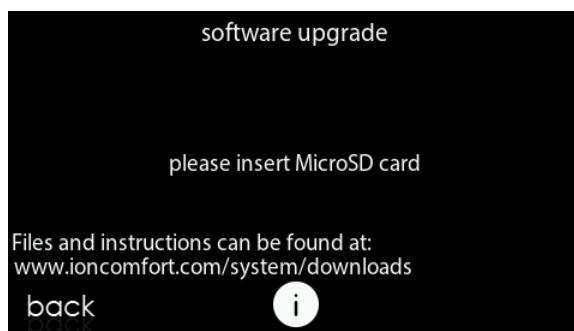 software upgrade
please insert MicroSD card
Files and instructions can be found at:
www.ioncomfort.com/system/downloads
back
i